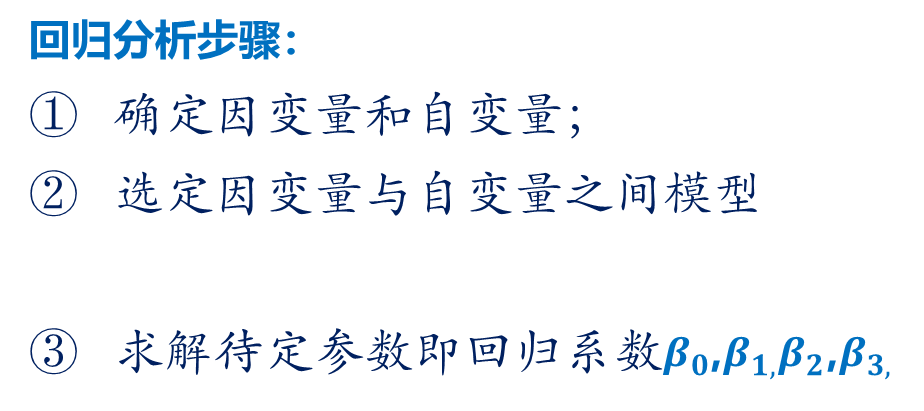 回归分析步骤：
① 确定因变量和自变量；
② 选定因变量与自变量之间模型
③ 求解待定参数即回归系数β₀,β₁,β₂,β₃,